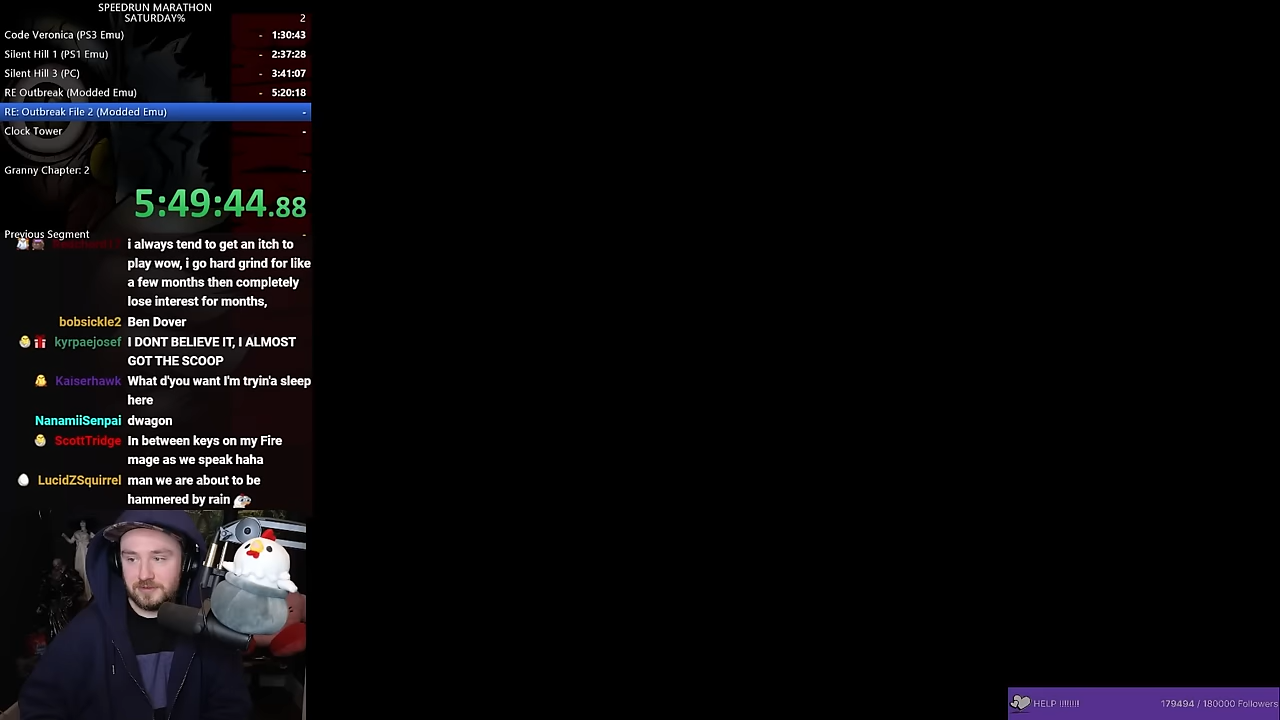 SPEEDRUN MARATHON
SATURDAY% 2
Code Veronica (PS3 Emu) - 1:30:43
Silent Hill 1 (PS1 Emu) - 2:37:28
Silent Hill 3 (PC) - 3:41:07
RE Outbreak (Modded Emu) - 5:20:18
RE: Outbreak File 2 (Modded Emu) -
Clock Tower -
Granny Chapter: 2 -
5:49:44.88
Previous Segment -
i always tend to get an itch to
play wow, i go hard grind for like
a few months then completely
lose interest for months,
bobsickle2 Ben Dover
kyrpaejosef I DONT BELIEVE IT, I ALMOST
GOT THE SCOOP
Kaiserhawk What d'you want I'm tryin'a sleep
here
NanamiiSenpai dwagon
ScottTridge In between keys on my Fire
mage as we speak haha
LucidZSquirrel man we are about to be
hammered by rain
HELP !!!!!!! 179494 / 180000 Followers